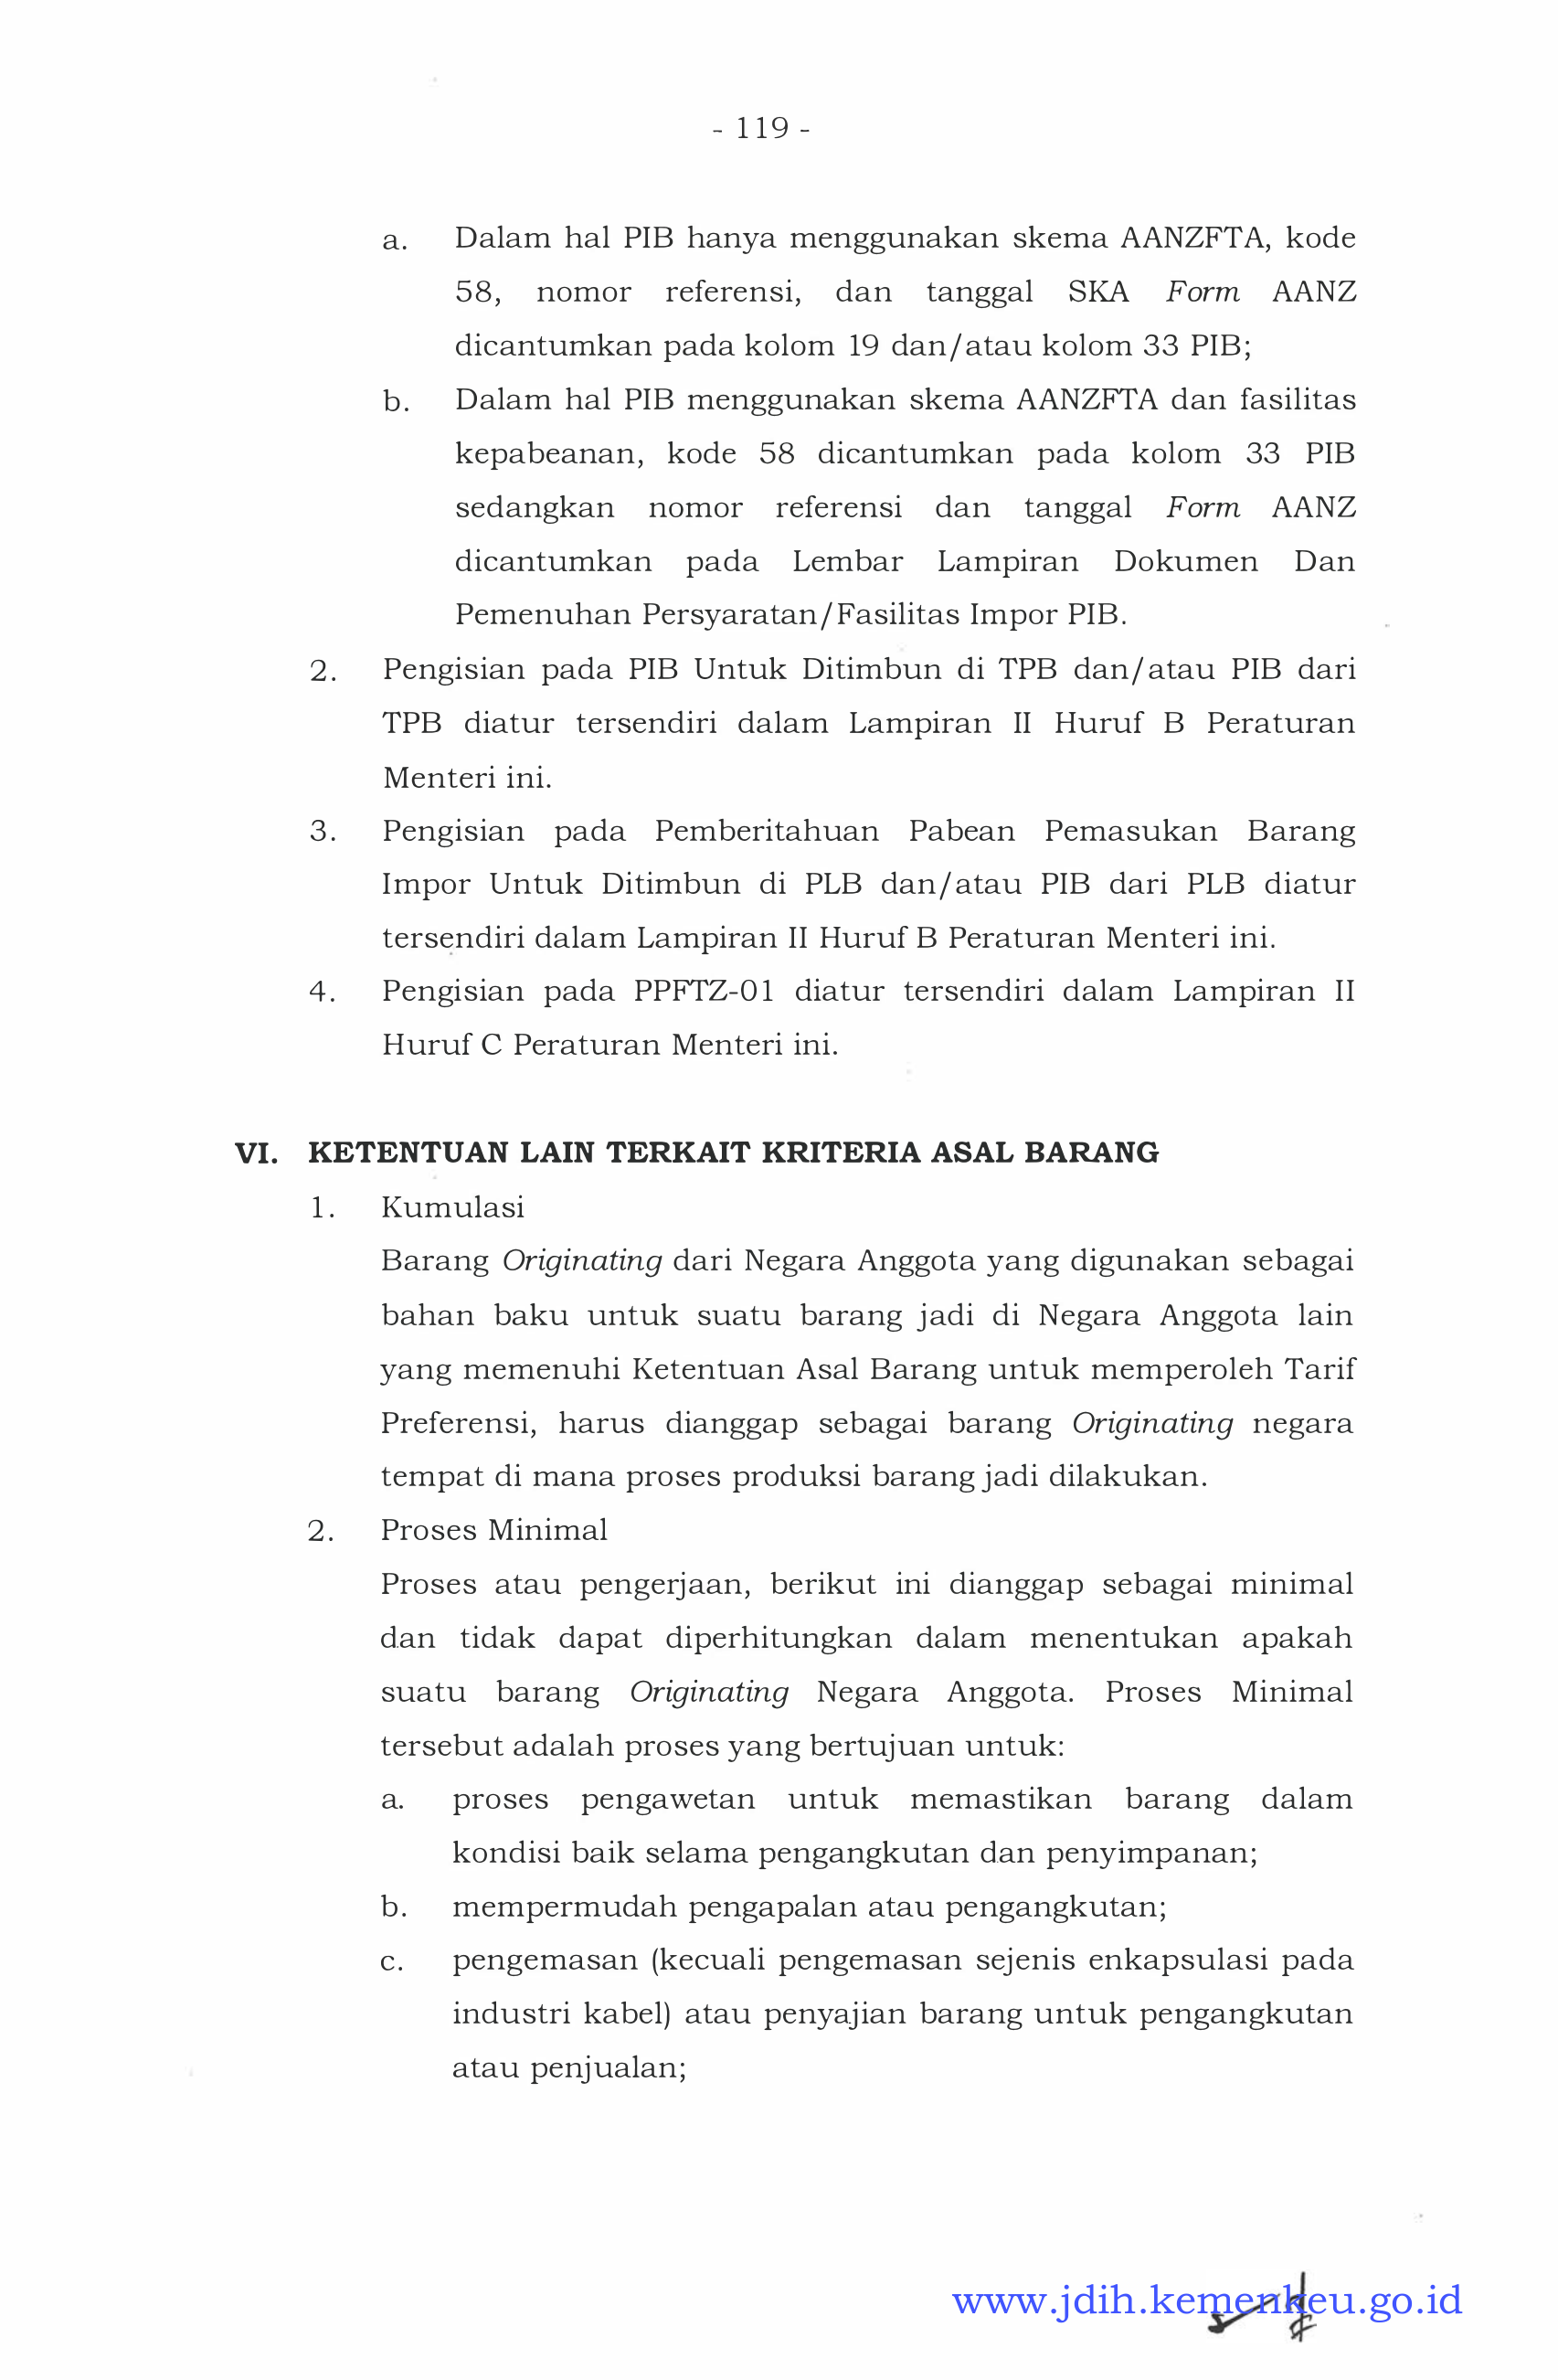 - 119 -
a. Dalam hal PIB hanya menggunakan skema AANZFTA, kode
58, nomor referensi, dan tanggal SKA Form AANZ
dicantumkan pada kolom 19 dan/atau kolom 33 PIB;
b. Dalam hal PIB menggunakan skema AANZFTA dan fasilitas
kepabeanan, kode 58 dicantumkan pada kolom 33 PIB
sedangkan nomor referensi dan tanggal Form AANZ
dicantumkan pada Lembar Lampiran Dokumen Dan
Pemenuhan Persyaratan/Fasilitas Impor PIB.
2. Pengisian pada PIB Untuk Ditimbun di TPB dan/atau PIB dari
TPB diatur tersendiri dalam Lampiran II Huruf B Peraturan
Menteri ini.
3. Pengisian pada Pemberitahuan Pabean Pemasukan Barang
Impor Untuk Ditimbun di PLB dan/atau PIB dari PLB diatur
tersendiri dalam Lampiran II Huruf B Peraturan Menteri ini.
4. Pengisian pada PPFTZ-01 diatur tersendiri dalam Lampiran II
Huruf C Peraturan Menteri ini.
VI. KETENTUAN LAIN TERKAIT KRITERIA ASAL BARANG
1. Kumulasi
Barang Originating dari Negara Anggota yang digunakan sebagai
bahan baku untuk suatu barang jadi di Negara Anggota lain
yang memenuhi Ketentuan Asal Barang untuk memperoleh Tarif
Preferensi, harus dianggap sebagai barang Originating negara
tempat di mana proses produksi barang jadi dilakukan.
2. Proses Minimal
Proses atau pengerjaan, berikut ini dianggap sebagai minimal
dan tidak dapat diperhitungkan dalam menentukan apakah
suatu barang Originating Negara Anggota. Proses Minimal
tersebut adalah proses yang bertujuan untuk:
a. proses pengawetan untuk memastikan barang dalam
kondisi baik selama pengangkutan dan penyimpanan;
b. mempermudah pengapalan atau pengangkutan;
c. pengemasan (kecuali pengemasan sejenis enkapsulasi pada
industri kabel) atau penyajian barang untuk pengangkutan
atau penjualan;
www.jdih.kemenkeu.go.id